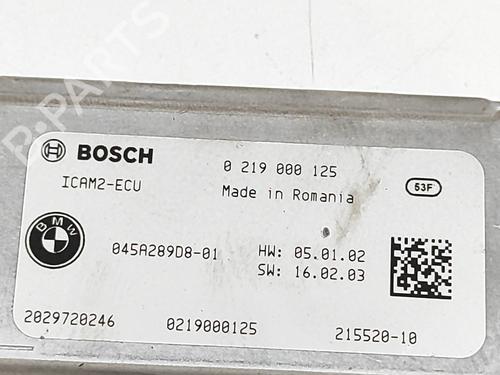 B-PARTS
BOSCH 0 219 000 125
ICAM2-ECU Made in Romania 53F
BMW 045A289D8-01 HW: 05.01.02
SW: 16.02.03
2029720246 0219000125 215520-10